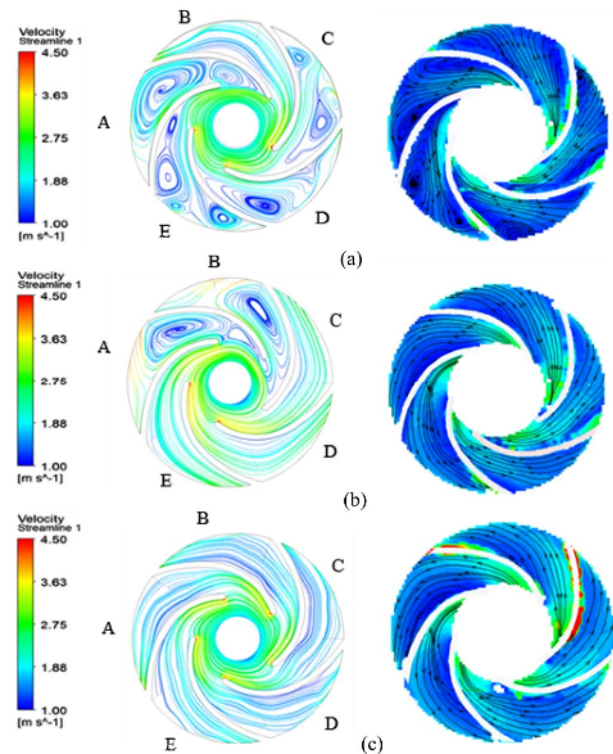 Velocity
Streamline 1
4.50
3.63
2.75
1.88
1.00
[m s^-1]
A
B
C
D
E
(a)
Velocity
Streamline 1
4.50
3.63
2.75
1.88
1.00
[m s^-1]
A
B
C
D
E
(b)
Velocity
Streamline 1
4.50
3.63
2.75
1.88
1.00
[m s^-1]
A
B
C
D
E
(c)